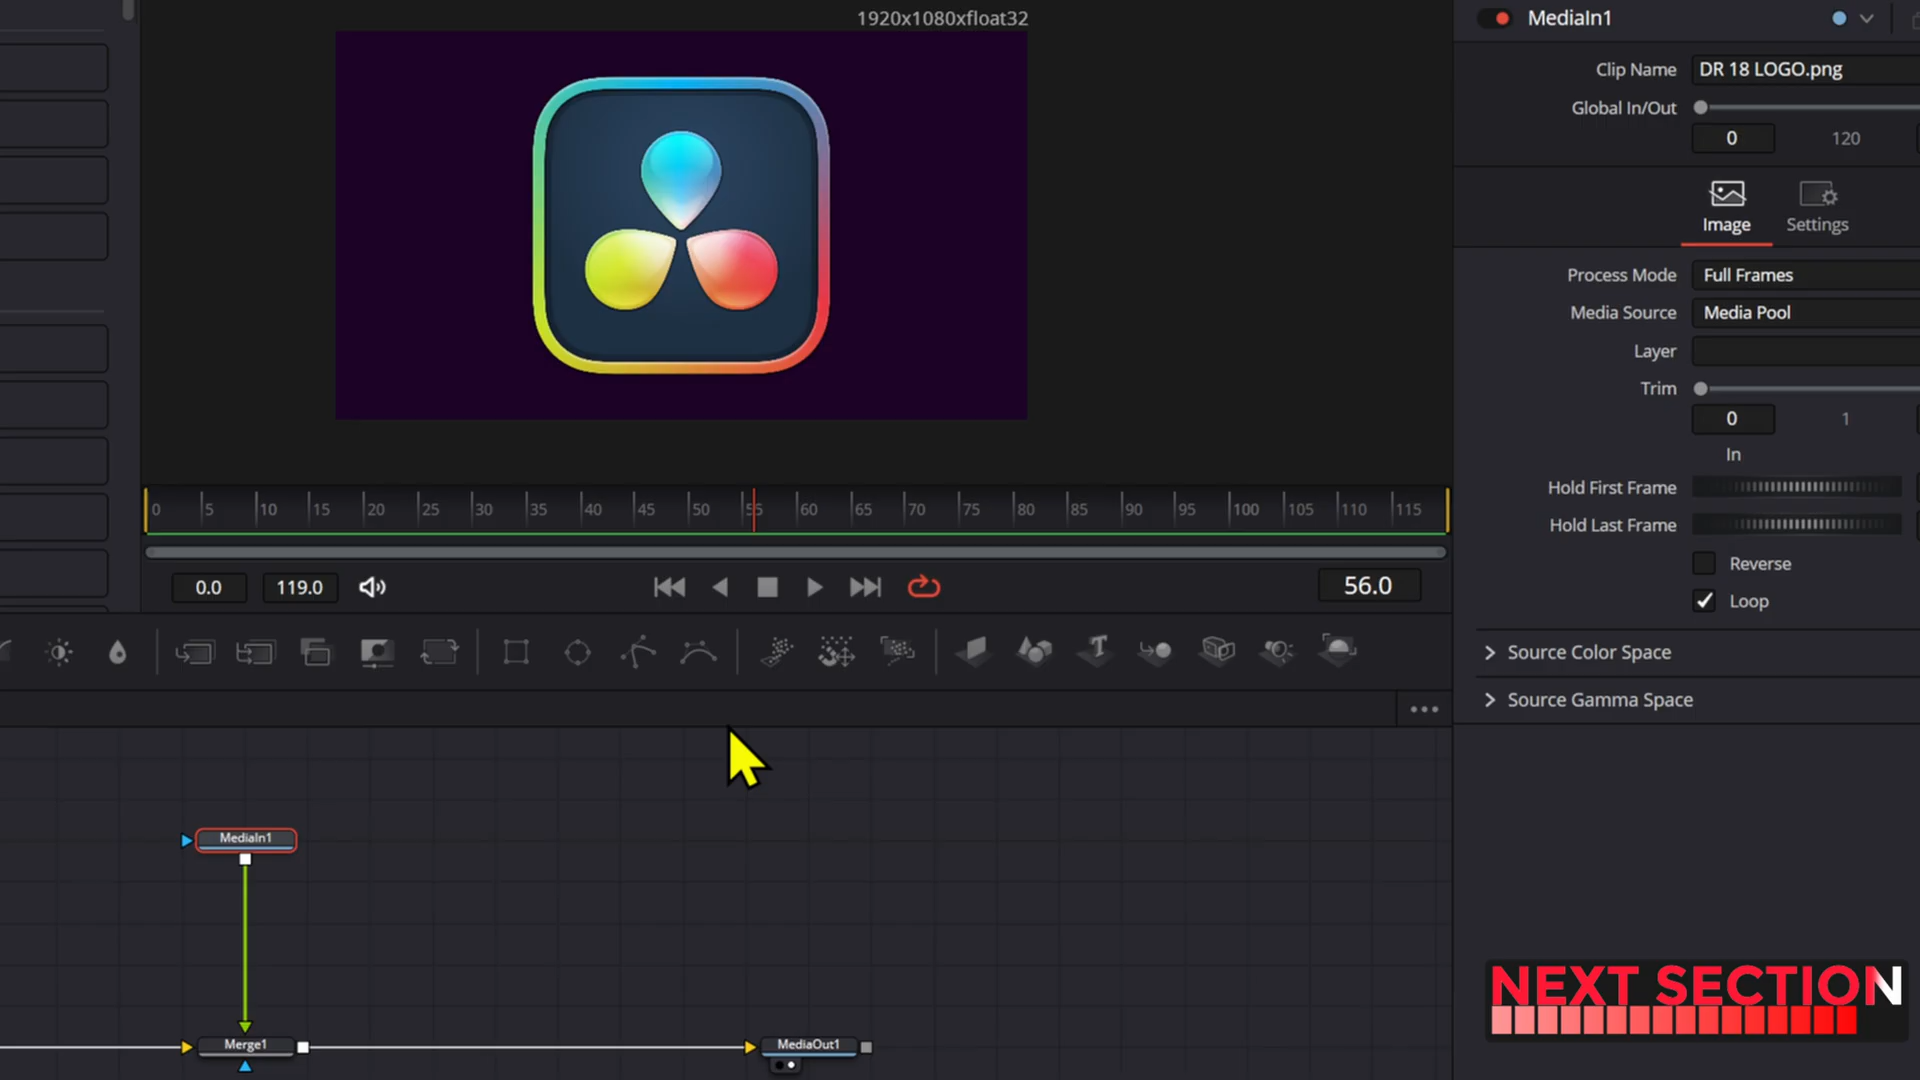 1920x1080xfloat32
MediaIn1
Clip Name DR 18 LOGO.png
Global In/Out
0 120
Image Settings
Process Mode Full Frames
Media Source Media Pool
Layer
Trim
0 1
In
Hold First Frame
Hold Last Frame
Reverse
Loop
Source Color Space
Source Gamma Space
0 5 10 15 20 25 30 35 40 45 50 55 60 65 70 75 80 85 90 95 100 105 110 115
0.0 119.0 56.0
MediaIn1
Merge1 MediaOut1
NEXT SECTION